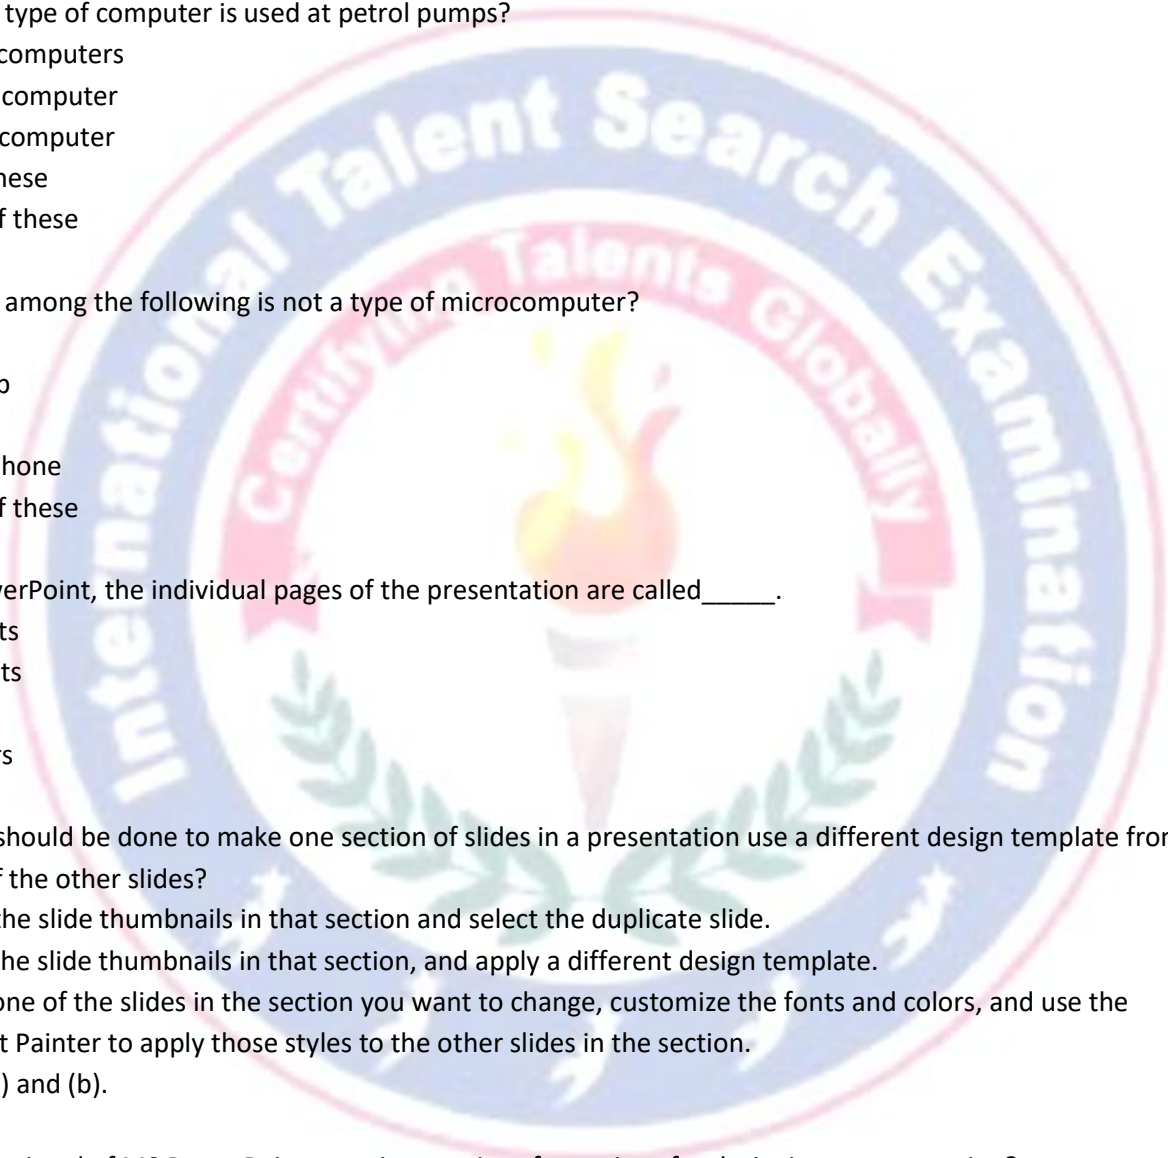 type of computer is used at petrol pumps?
computers
computer
computer
hese
f these
among the following is not a type of microcomputer?
p
hone
f these
werPoint, the individual pages of the presentation are called_____.
ts
ts
rs
should be done to make one section of slides in a presentation use a different design template from
f the other slides?
the slide thumbnails in that section and select the duplicate slide.
he slide thumbnails in that section, and apply a different design template.
one of the slides in the section you want to change, customize the fonts and colors, and use the
t Painter to apply those styles to the other slides in the section.
) and (b).
International Talent Search Examination
Certifying Talents Globally